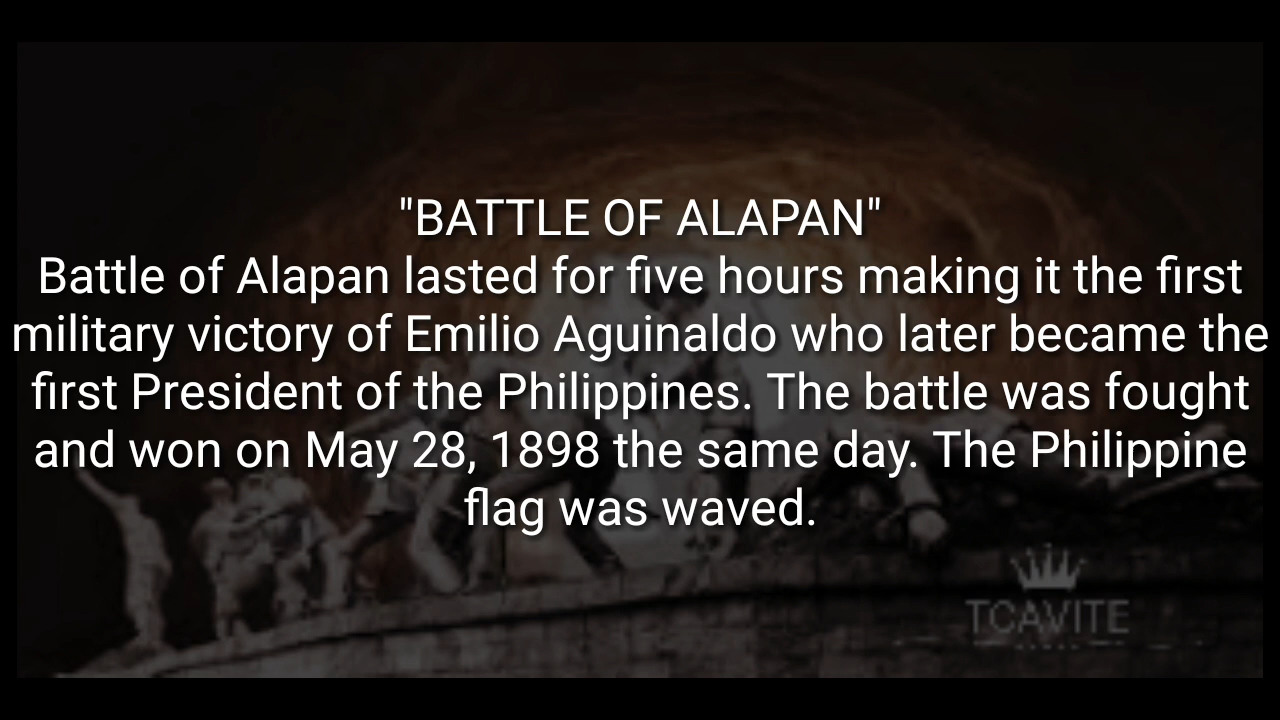 "BATTLE OF ALAPAN"
Battle of Alapan lasted for five hours making it the first
military victory of Emilio Aguinaldo who later became the
first President of the Philippines. The battle was fought
and won on May 28, 1898 the same day. The Philippine
flag was waved.
TCAVITE